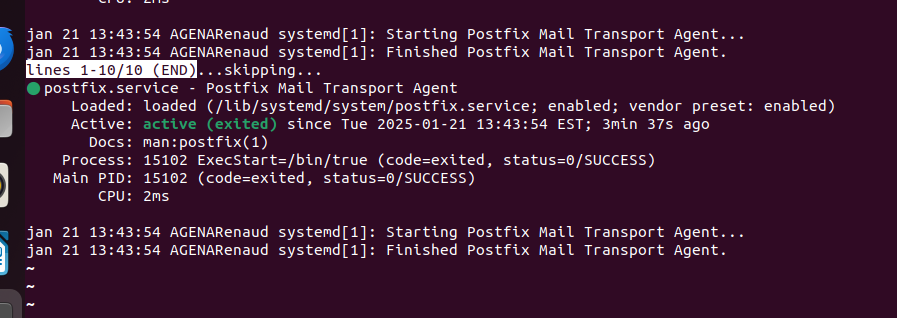 CPU: 2ms
jan 21 13:43:54 AGENARenaud systemd[1]: Starting Postfix Mail Transport Agent...
jan 21 13:43:54 AGENARenaud systemd[1]: Finished Postfix Mail Transport Agent.
lines 1-10/10 (END)...skipping...
● postfix.service - Postfix Mail Transport Agent
Loaded: loaded (/lib/systemd/system/postfix.service; enabled; vendor preset: enabled)
Active: active (exited) since Tue 2025-01-21 13:43:54 EST; 3min 37s ago
Docs: man:postfix(1)
Process: 15102 ExecStart=/bin/true (code=exited, status=0/SUCCESS)
Main PID: 15102 (code=exited, status=0/SUCCESS)
CPU: 2ms
jan 21 13:43:54 AGENARenaud systemd[1]: Starting Postfix Mail Transport Agent...
jan 21 13:43:54 AGENARenaud systemd[1]: Finished Postfix Mail Transport Agent.
~
~
~